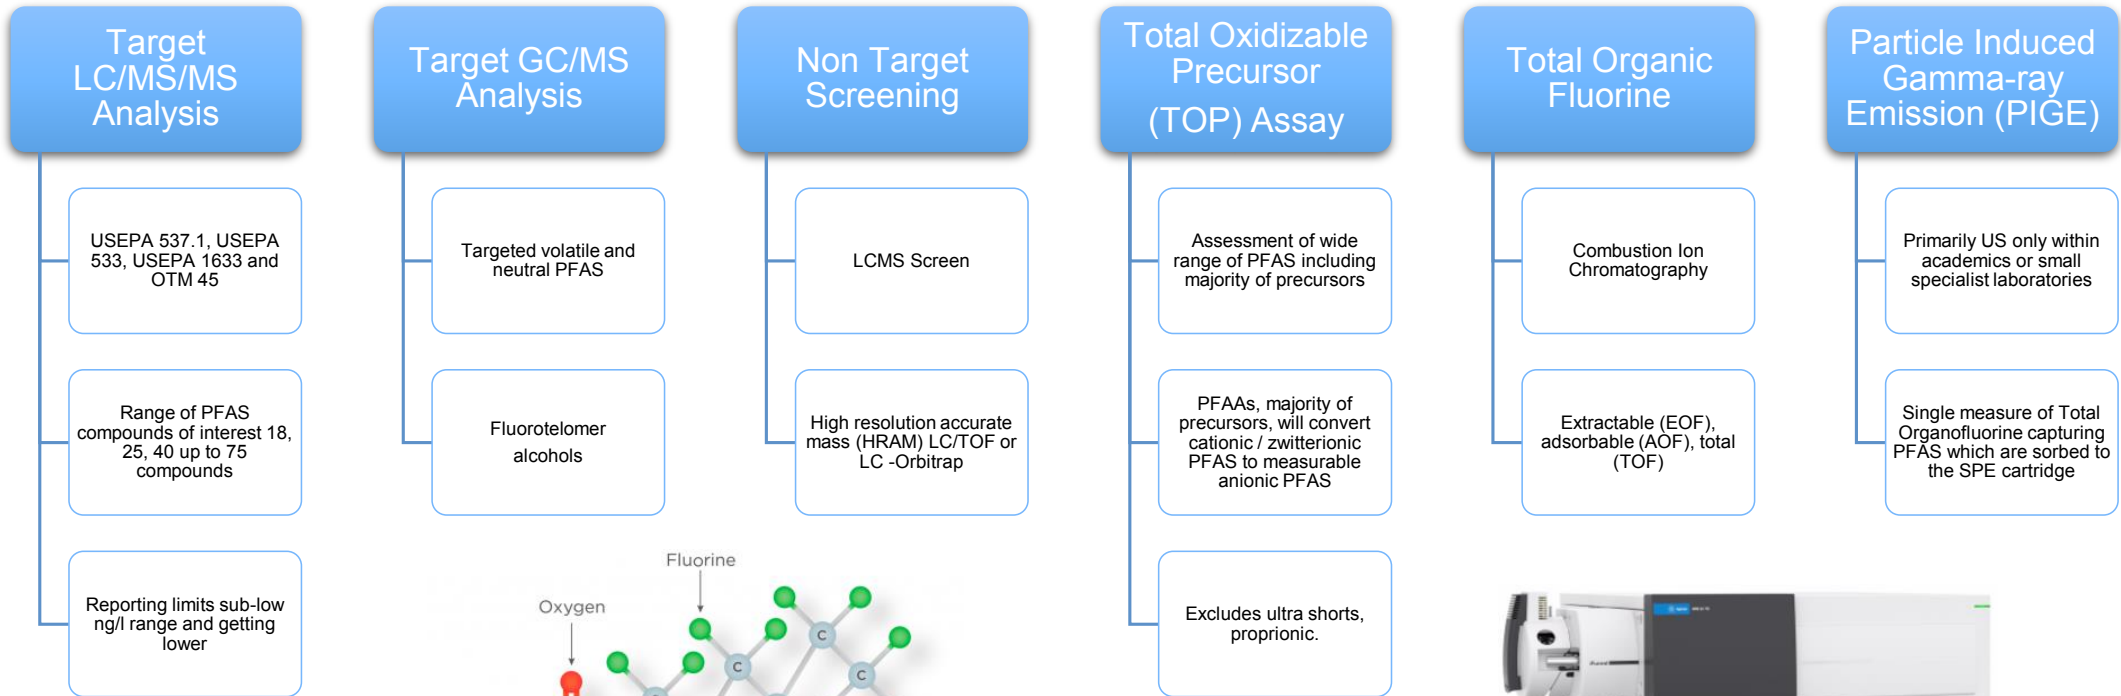 Target
LC/MS/MS
Analysis
USEPA 537.1, USEPA
533, USEPA 1633 and
OTM 45
Range of PFAS
compounds of interest 18,
25, 40 up to 75
compounds
Reporting limits sub-low
ng/l range and getting
lower
Target GC/MS
Analysis
Targeted volatile and
neutral PFAS
Fluorotelomer
alcohols
Non Target
Screening
LCMS Screen
High resolution accurate
mass (HRAM) LC/TOF or
LC -Orbitrap
Total Oxidizable
Precursor
(TOP) Assay
Assessment of wide
range of PFAS including
majority of precursors
PFAAs, majority of
precursors, will convert
cationic / zwitterionic
PFAS to measurable
anionic PFAS
Excludes ultra shorts,
proprionic.
Total Organic
Fluorine
Combustion Ion
Chromatography
Extractable (EOF),
adsorbable (AOF), total
(TOF)
Particle Induced
Gamma-ray
Emission (PIGE)
Primarily US only within
academics or small
specialist laboratories
Single measure of Total
Organofluorine capturing
PFAS which are sorbed to
the SPE cartridge
Fluorine
Oxygen
C
C
C
C